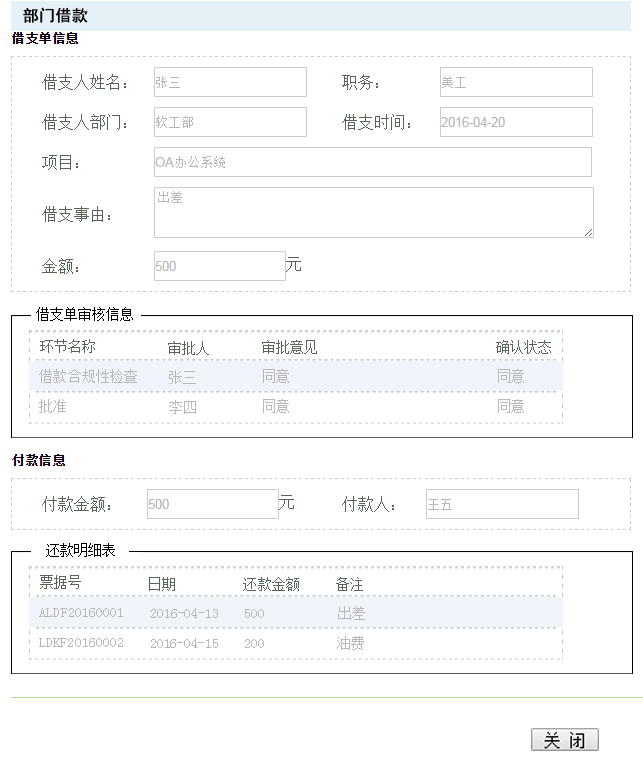 部门借款
借支单信息
借支人姓名： 张三 职务： 美工
借支人部门： 软工部 借支时间： 2016-04-20
项目： OA办公系统
借支事由： 出差
金额： 500 元
借支单审核信息
环节名称 审批人 审批意见 确认状态
借款合规性检查 张三 同意 同意
批准 李四 同意 同意
付款信息
付款金额： 500 元 付款人： 王五
还款明细表
票据号 日期 还款金额 备注
ALDF20160001 2016-04-13 500 出差
LDKF20160002 2016-04-15 200 油费
关 闭